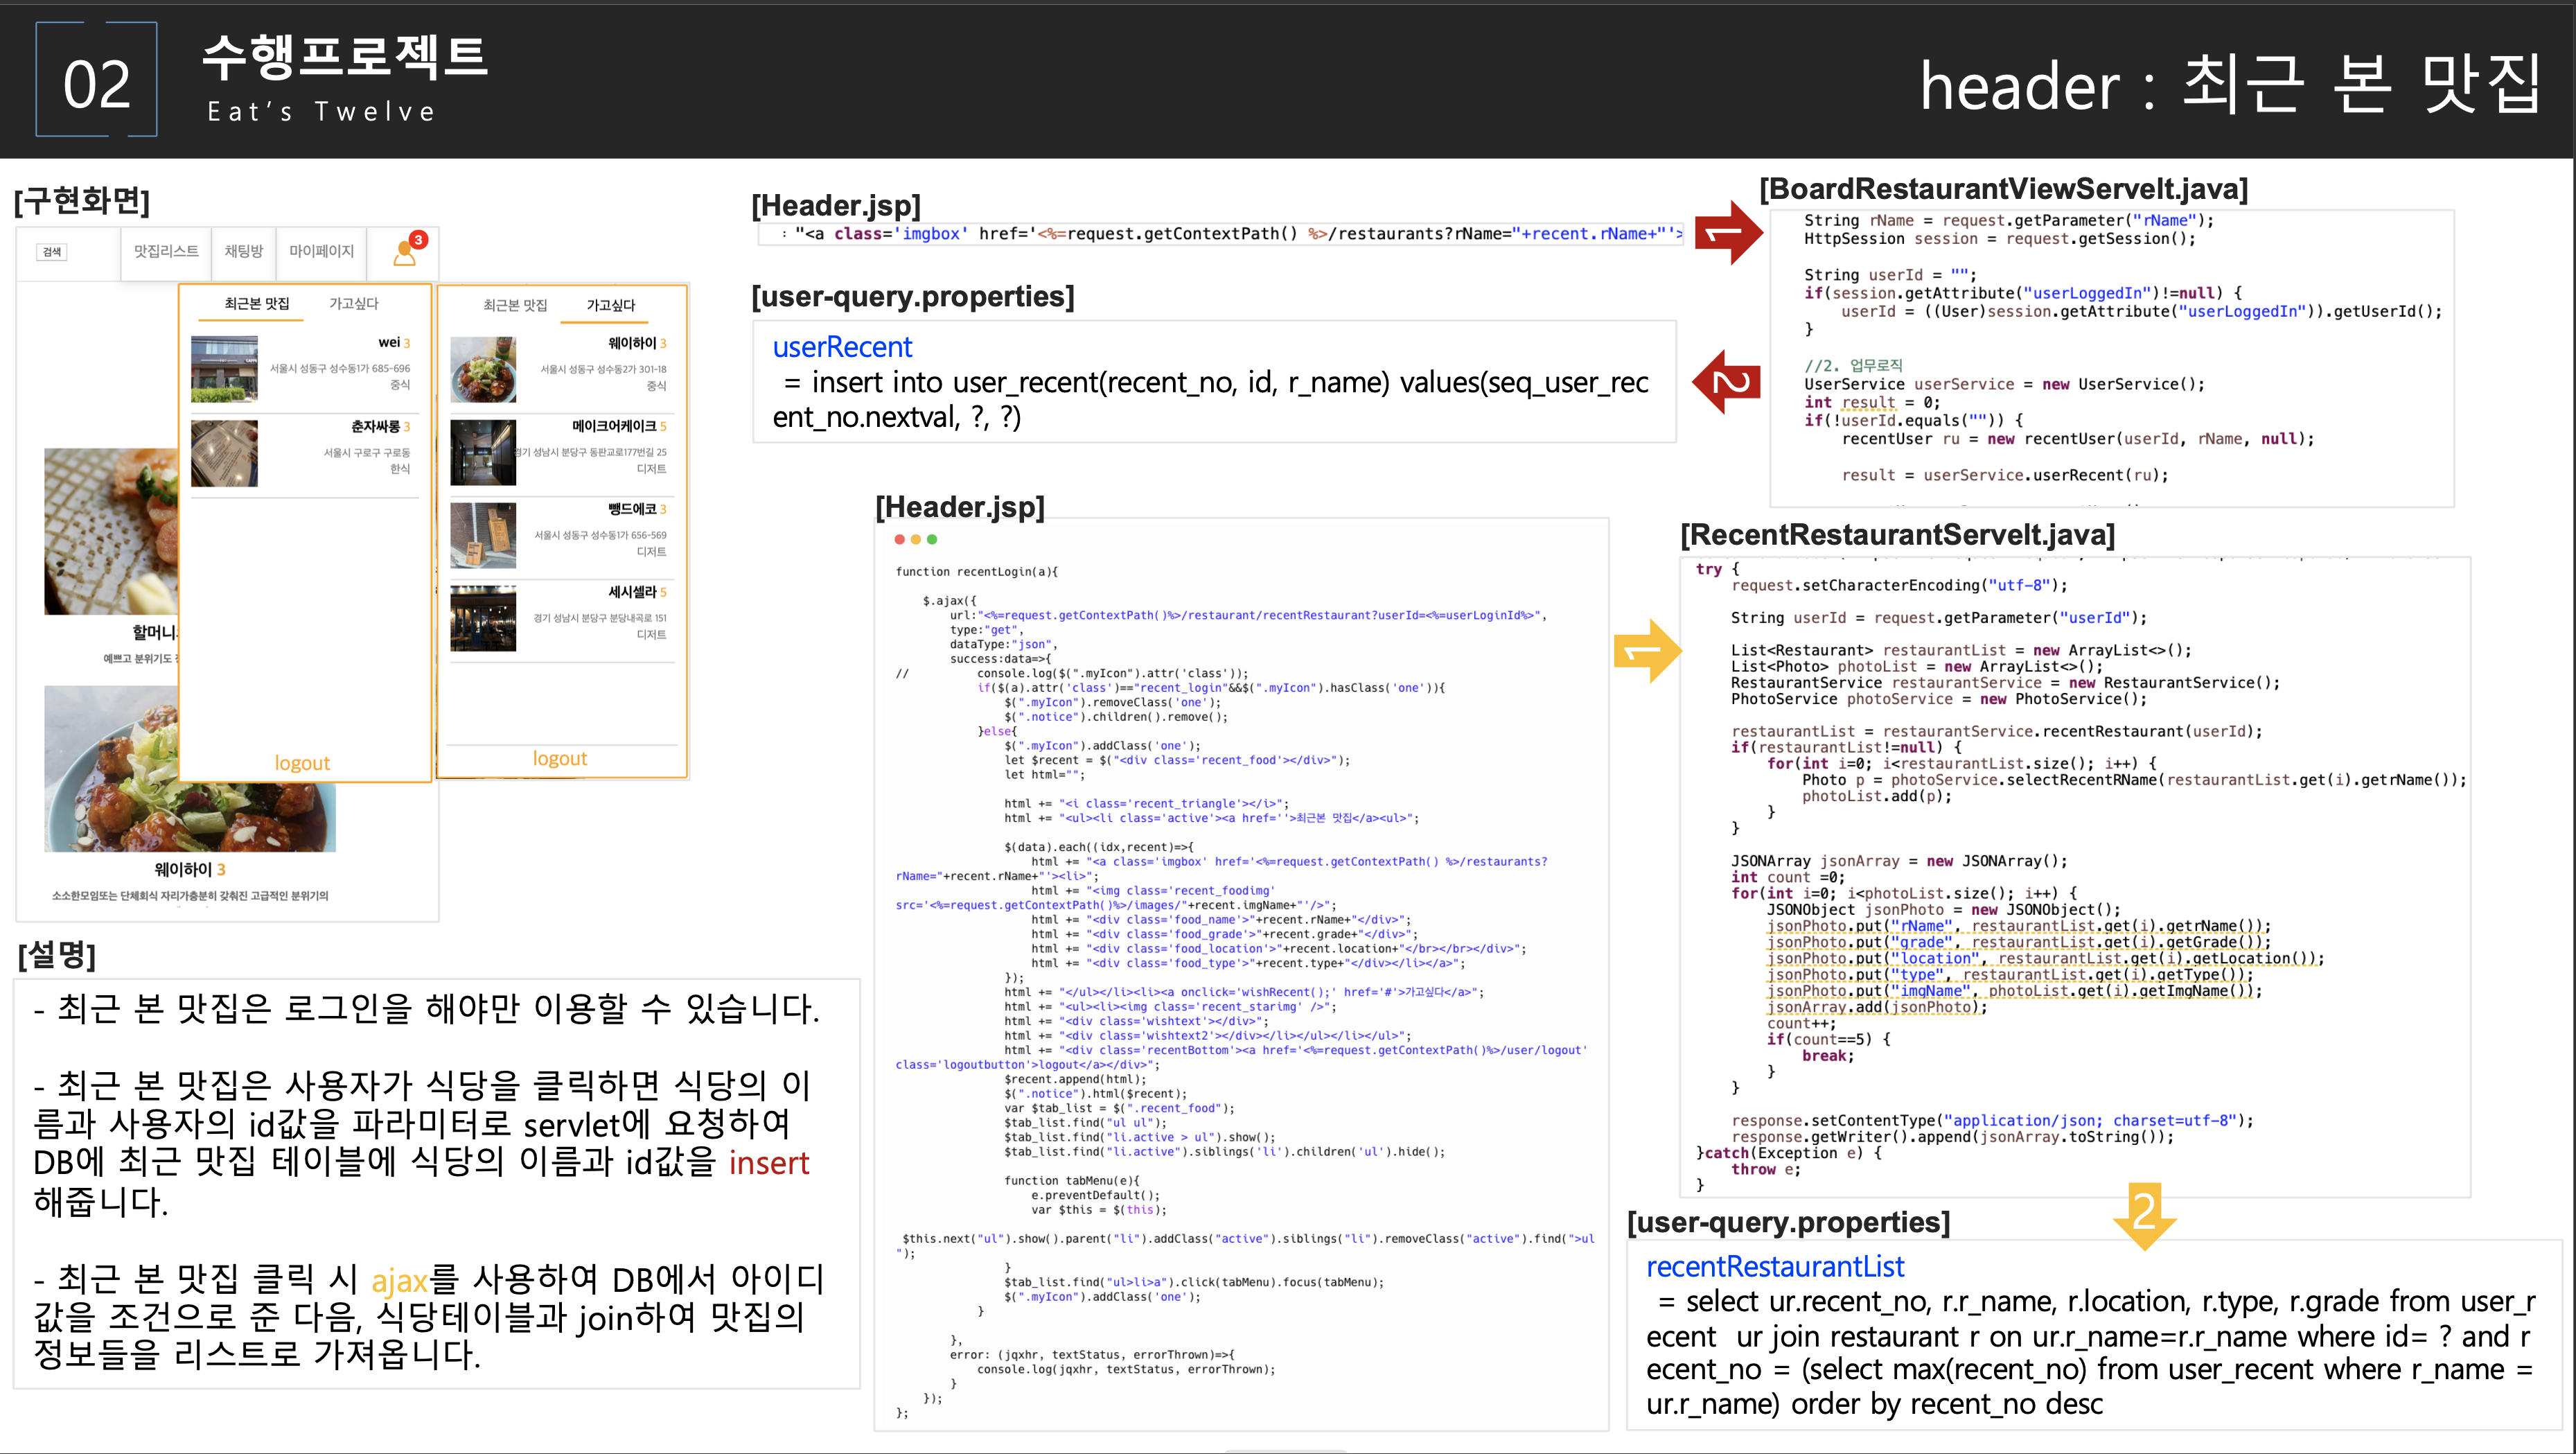 02
수행프로젝트
Eat's Twelve
header : 최근 본 맛집
[구현화면]
검색
맛집리스트
채팅방
마이페이지
3
최근본 맛집
가고싶다
wei 3
서울시 성동구 성수동1가 685-696
중식
춘자싸롱 3
서울시 구로구 구로동
한식
logout
최근본 맛집
가고싶다
웨이하이 3
서울시 성동구 성수동2가 301-18
중식
메이크어케이크 5
경기 성남시 분당구 동판교로177번길 25
디저트
뺑드에코 3
서울시 성동구 성수동1가 656-569
디저트
세시셀라 5
경기 성남시 분당구 분당내곡로 151
디저트
logout
할머니
예쁘고 분위기도
웨이하이 3
소소한모임또는 단체회식 자리가충분히 갖춰진 고급적인 분위기의
[설명]
- 최근 본 맛집은 로그인을 해야만 이용할 수 있습니다.
- 최근 본 맛집은 사용자가 식당을 클릭하면 식당의 이
름과 사용자의 id값을 파라미터로 servlet에 요청하여
DB에 최근 맛집 테이블에 식당의 이름과 id값을 insert
해줍니다.
- 최근 본 맛집 클릭 시 ajax를 사용하여 DB에서 아이디
값을 조건으로 준 다음, 식당테이블과 join하여 맛집의
정보들을 리스트로 가져옵니다.
[Header.jsp]
: "<a class='imgbox' href='<%=request.getContextPath() %>/restaurants?rName="+recent.rName+"'>
1
[BoardRestaurantViewServelt.java]
String rName = request.getParameter("rName");
HttpSession session = request.getSession();
String userId = "";
if(session.getAttribute("userLoggedIn")!=null) {
userId = ((User)session.getAttribute("userLoggedIn")).getUserId();
}
//2. 업무로직
UserService userService = new UserService();
int result = 0;
if(!userId.equals("")) {
recentUser ru = new recentUser(userId, rName, null);
result = userService.userRecent(ru);
2
[user-query.properties]
userRecent
= insert into user_recent(recent_no, id, r_name) values(seq_user_rec
ent_no.nextval, ?, ?)
[Header.jsp]
function recentLogin(a){
$.ajax({
url:"<%=request.getContextPath()%>/restaurant/recentRestaurant?userId=<%=userLoginId%>",
type:"get",
dataType:"json",
success:data=>{
// console.log($(".myIcon").attr('class'));
if($(a).attr('class')=="recent_login"&&$(".myIcon").hasClass('one')){
$(".myIcon").removeClass('one');
$(".notice").children().remove();
}else{
$(".myIcon").addClass('one');
let $recent = $("<div class='recent_food'></div>");
let html="";
html += "<i class='recent_triangle'></i>";
html += "<ul><li class='active'><a href=''>최근본 맛집</a><ul>";
$(data).each((idx,recent)=>{
html += "<a class='imgbox' href='<%=request.getContextPath() %>/restaurants?
rName="+recent.rName+"'><li>";
html += "<img class='recent_foodimg'
src='<%=request.getContextPath()%>/images/"+recent.imgName+"'/>";
html += "<div class='food_name'>"+recent.rName+"</div>";
html += "<div class='food_grade'>"+recent.grade+"</div>";
html += "<div class='food_location'>"+recent.location+"</br></br></div>";
html += "<div class='food_type'>"+recent.type+"</div></li></a>";
});
html += "</ul></li><li><a onclick='wishRecent();' href='#'>가고싶다</a>";
html += "<ul><li><img class='recent_starimg' />";
html += "<div class='wishtext'></div>";
html += "<div class='wishtext2'></div></li></ul></li></ul>";
html += "<div class='recentBottom'><a href='<%=request.getContextPath()%>/user/logout'
class='logoutbutton'>logout</a></div>";
$recent.append(html);
$(".notice").html($recent);
var $tab_list = $(".recent_food");
$tab_list.find("ul ul");
$tab_list.find("li.active > ul").show();
$tab_list.find("li.active").siblings('li').children('ul').hide();
function tabMenu(e){
e.preventDefault();
var $this = $(this);
$this.next("ul").show().parent("li").addClass("active").siblings("li").removeClass("active").find(">ul
");
}
$tab_list.find("ul>li>a").click(tabMenu).focus(tabMenu);
$(".myIcon").addClass('one');
}
},
error: (jqxhr, textStatus, errorThrown)=>{
console.log(jqxhr, textStatus, errorThrown);
}
});
};
1
[RecentRestaurantServelt.java]
try {
request.setCharacterEncoding("utf-8");
String userId = request.getParameter("userId");
List<Restaurant> restaurantList = new ArrayList<>();
List<Photo> photoList = new ArrayList<>();
RestaurantService restaurantService = new RestaurantService();
PhotoService photoService = new PhotoService();
restaurantList = restaurantService.recentRestaurant(userId);
if(restaurantList!=null) {
for(int i=0; i<restaurantList.size(); i++) {
Photo p = photoService.selectRecentRName(restaurantList.get(i).getrName());
photoList.add(p);
}
}
JSONArray jsonArray = new JSONArray();
int count =0;
for(int i=0; i<photoList.size(); i++) {
JSONObject jsonPhoto = new JSONObject();
jsonPhoto.put("rName", restaurantList.get(i).getrName());
jsonPhoto.put("grade", restaurantList.get(i).getGrade());
jsonPhoto.put("location", restaurantList.get(i).getLocation());
jsonPhoto.put("type", restaurantList.get(i).getType());
jsonPhoto.put("imgName", photoList.get(i).getImgName());
jsonArray.add(jsonPhoto);
count++;
if(count==5) {
break;
}
}
response.setContentType("application/json; charset=utf-8");
response.getWriter().append(jsonArray.toString());
}catch(Exception e) {
throw e;
}
2
[user-query.properties]
recentRestaurantList
= select ur.recent_no, r.r_name, r.location, r.type, r.grade from user_r
ecent ur join restaurant r on ur.r_name=r.r_name where id= ? and r
ecent_no = (select max(recent_no) from user_recent where r_name =
ur.r_name) order by recent_no desc